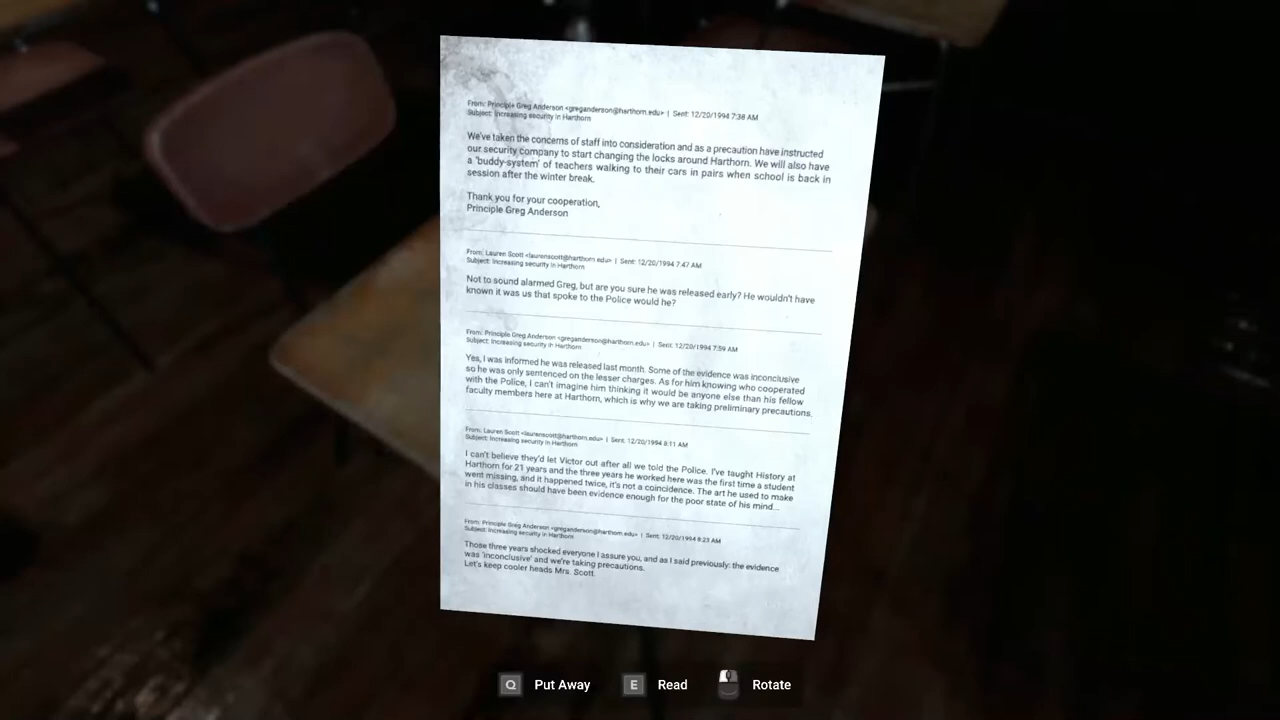 From: Principle Greg Anderson <greganderson@harthorn.edu> | Sent: 12/20/1994 7:38 AM
Subject: Increasing security in Harthorn
We've taken the concerns of staff into consideration and as a precaution have instructed
our security company to start changing the locks around Harthorn. We will also have
a 'buddy-system' of teachers walking to their cars in pairs when school is back in
session after the winter break.
Thank you for your cooperation,
Principle Greg Anderson
From: Lauren Scott <laurenscott@harthorn.edu> | Sent: 12/20/1994 7:47 AM
Subject: Increasing security in Harthorn
Not to sound alarmed Greg, but are you sure he was released early? He wouldn't have
known it was us that spoke to the Police would he?
From: Principle Greg Anderson <greganderson@harthorn.edu> | Sent: 12/20/1994 7:59 AM
Subject: Increasing security in Harthorn
Yes, I was informed he was released last month. Some of the evidence was inconclusive
so he was only sentenced on the lesser charges. As for him knowing who cooperated
with the Police, I can't imagine him thinking it would be anyone else than his fellow
faculty members here at Harthorn, which is why we are taking preliminary precautions.
From: Lauren Scott <laurenscott@harthorn.edu> | Sent: 12/20/1994 8:11 AM
Subject: Increasing security in Harthorn
I can't believe they'd let Victor out after all we told the Police. I've taught History at
Harthorn for 21 years and the three years he worked here was the first time a student
went missing, and it happened twice, it's not a coincidence. The art he used to make
in his classes should have been evidence enough for the poor state of his mind...
From: Principle Greg Anderson <greganderson@harthorn.edu> | Sent: 12/20/1994 8:23 AM
Subject: Increasing security in Harthorn
Those three years shocked everyone I assure you, and as I said previously: the evidence
was 'inconclusive' and we're taking precautions.
Let's keep cooler heads Mrs. Scott.
Q Put Away E Read Rotate